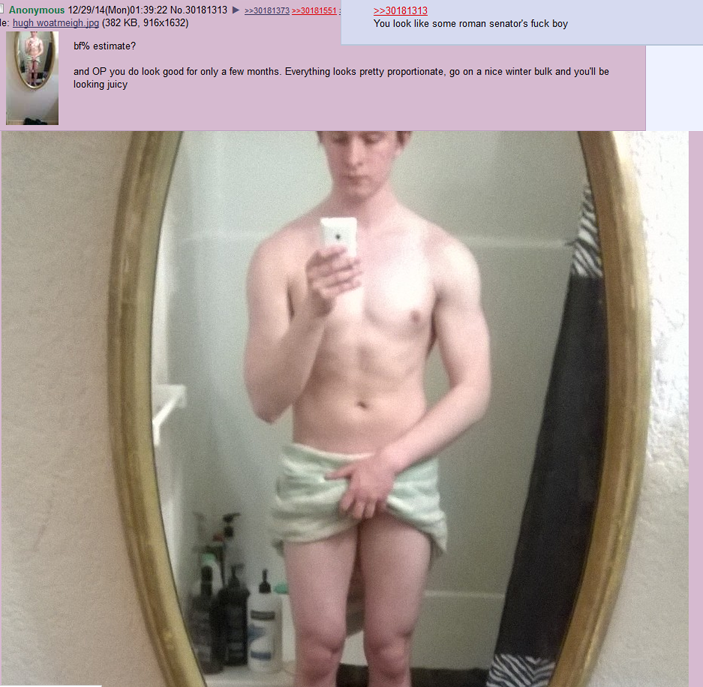 Anonymous 12/29/14(Mon)01:39:22 No.30181313 ▶ >>30181373 >>30181551
le: hugh woatmeigh.jpg (382 KB, 916x1632)
bf% estimate?
and OP you do look good for only a few months. Everything looks pretty proportionate, go on a nice winter bulk and you'll be
looking juicy
>>30181313
You look like some roman senator's fuck boy